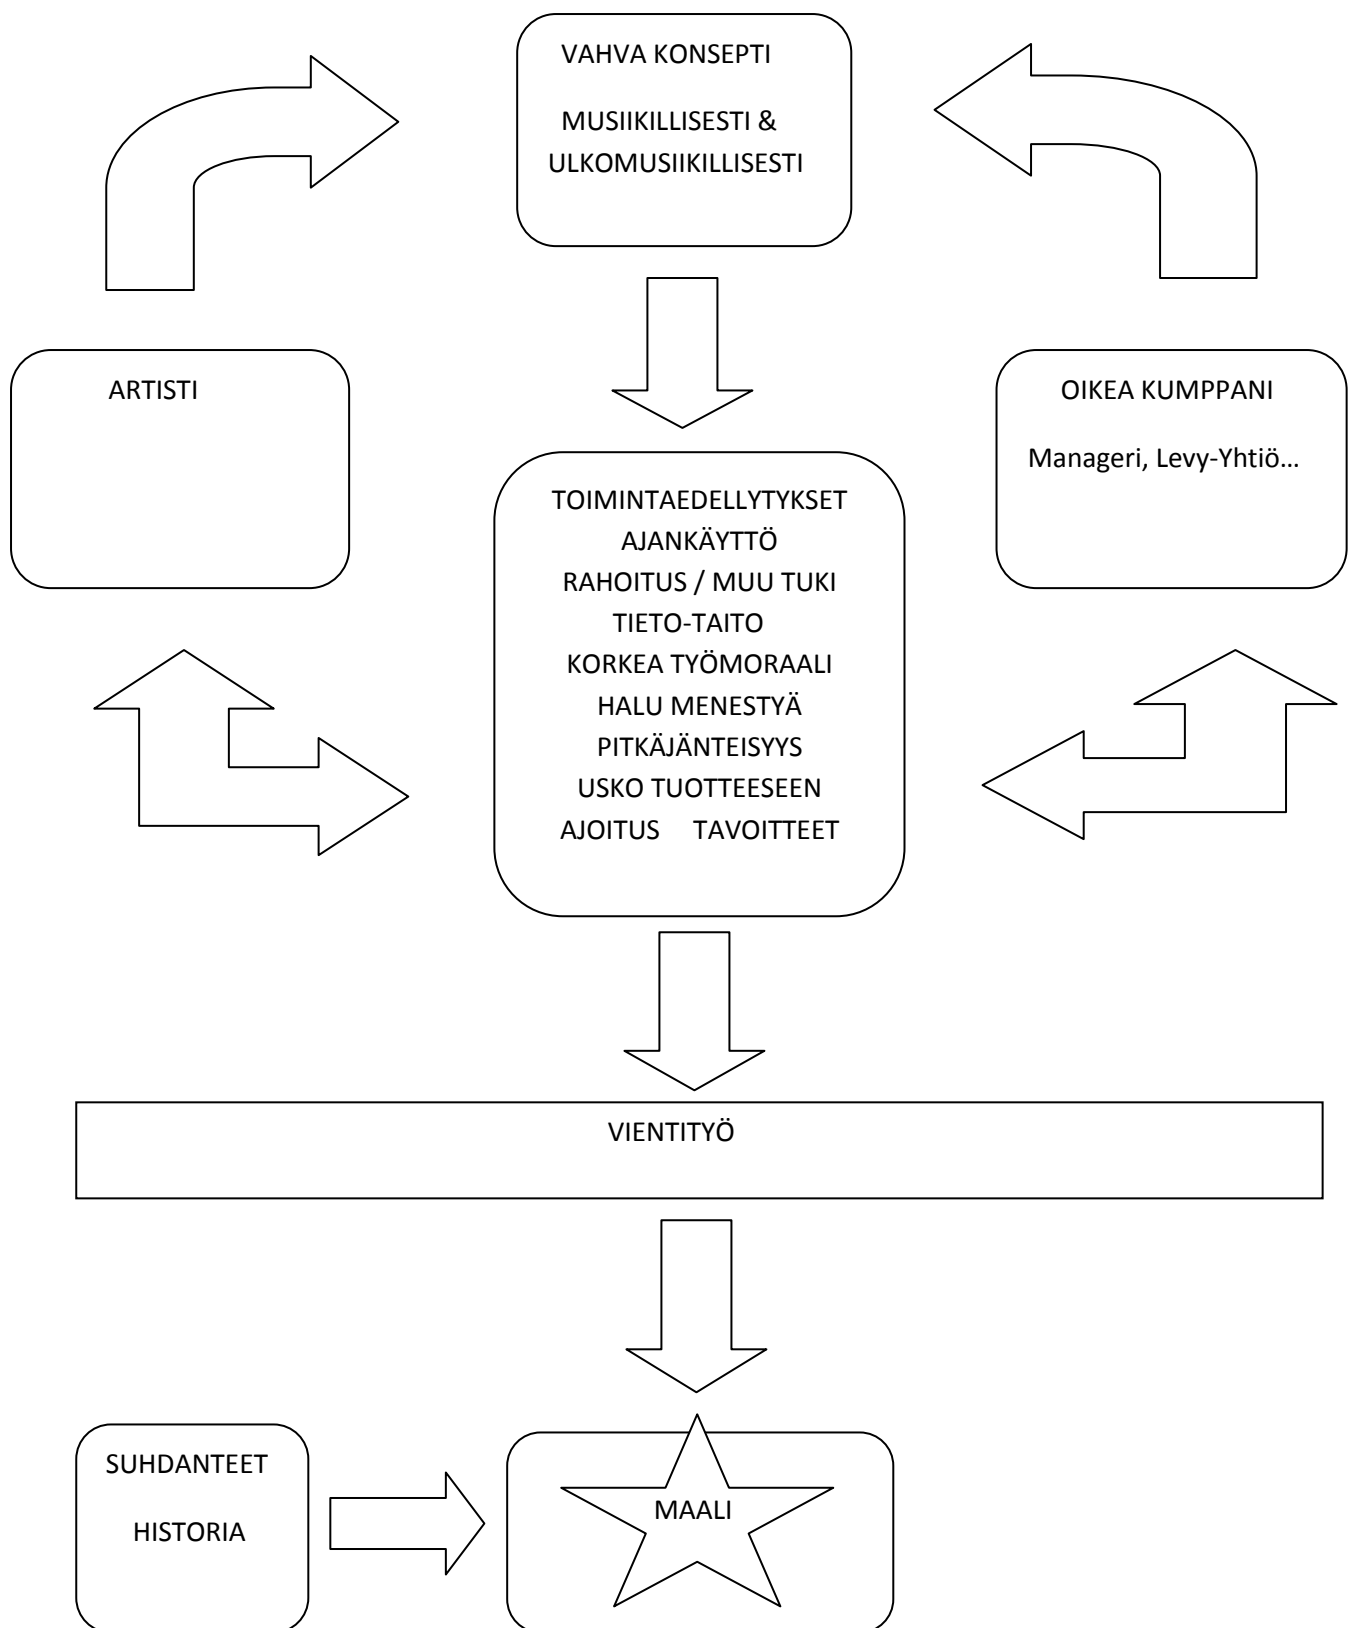 VAHVA KONSEPTI
MUSIIKILLISESTI &
ULKOMUSIIKILLISESTI
ARTISTI
OIKEA KUMPPANI
Manageri, Levy-Yhtiö...
TOIMINTAEDELLYTYKSET
AJANKÄYTTÖ
RAHOITUS / MUU TUKI
TIETO-TAITO
KORKEA TYÖMORAALI
HALU MENESTYÄ
PITKÄJÄNTEISYYS
USKO TUOTTEESEEN
AJOITUS TAVOITTEET
VIENTITYÖ
SUHDANTEET
HISTORIA
MAALI